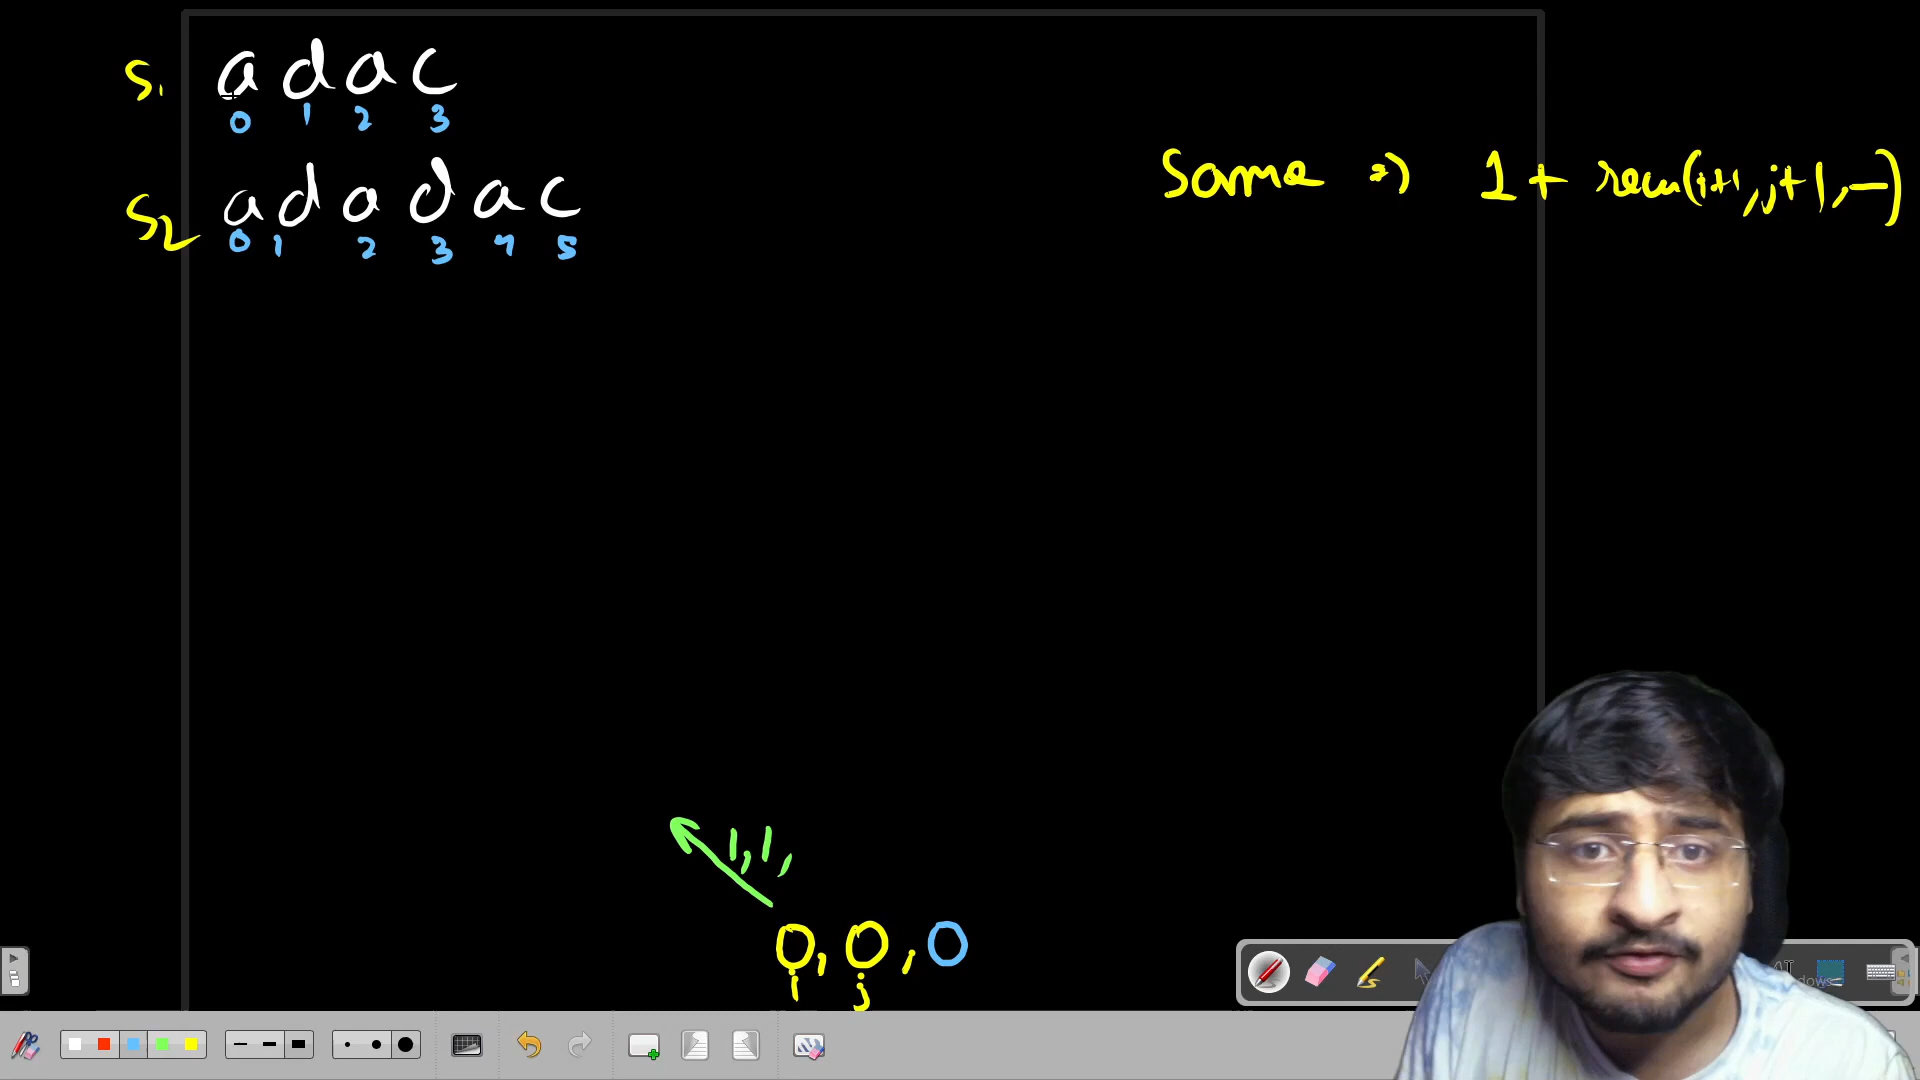 S1 a d a c
0 1 2 3
Same => 1 + recu(i+1, j+1, —)
S2 a d a d a c
0 1 2 3 4 5
1, 1,
0, 0, 0
i j